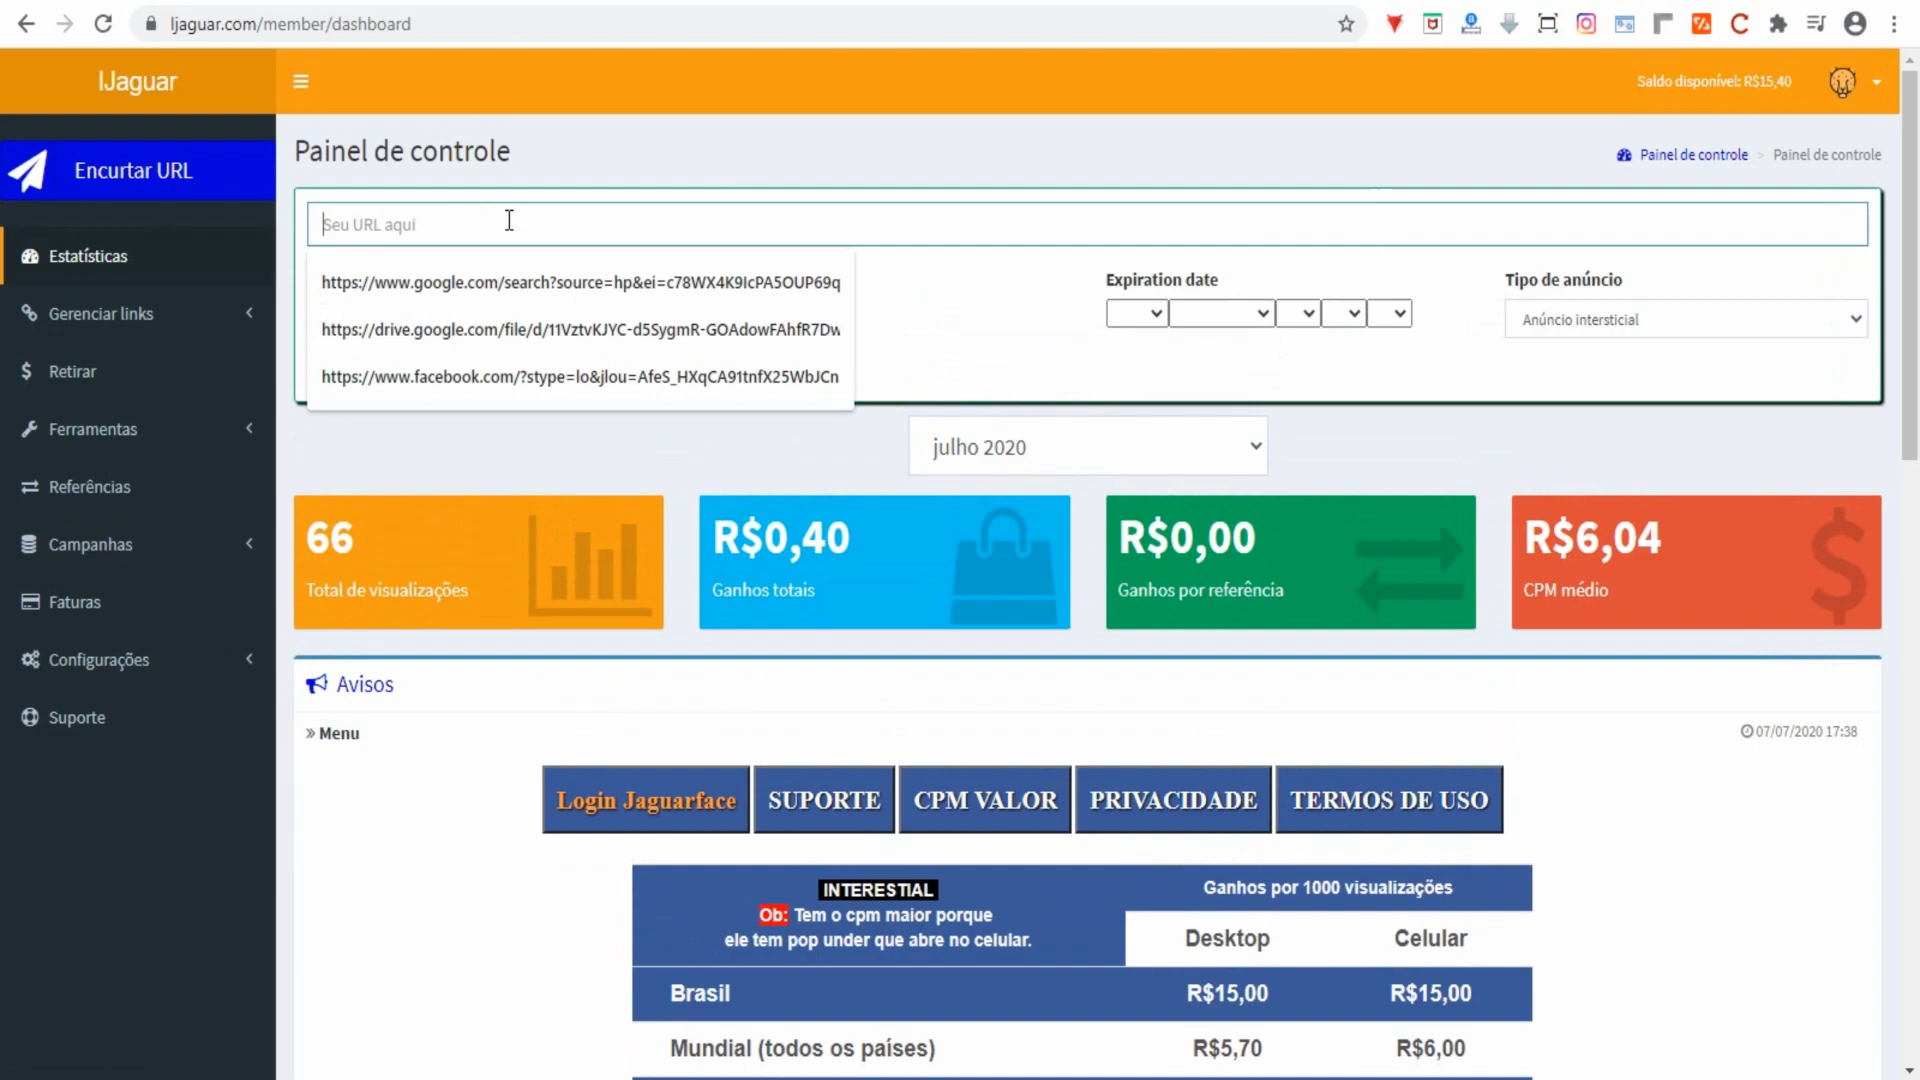 ljaguar.com/member/dashboard
lJaguar
Saldo disponível: R$15,40
Encurtar URL
Estatísticas
Gerenciar links
Retirar
Ferramentas
Referências
Campanhas
Faturas
Configurações
Suporte
Painel de controle
Painel de controle > Painel de controle
Seu URL aqui
https://www.google.com/search?source=hp&ei=c78WX4K9IcPA5OUP69q
https://drive.google.com/file/d/11VztvKJYC-d5SygmR-GOAdowFAhfR7Dw
https://www.facebook.com/?stype=lo&jlou=AfeS_HXqCA91tnfX25WbJCn
Expiration date
Tipo de anúncio
Anúncio intersticial
julho 2020
66
Total de visualizações
R$0,40
Ganhos totais
R$0,00
Ganhos por referência
R$6,04
CPM médio
Avisos
» Menu
07/07/2020 17:38
Login Jaguarface
SUPORTE
CPM VALOR
PRIVACIDADE
TERMOS DE USO
INTERESTIAL
Ob: Tem o cpm maior porque
ele tem pop under que abre no celular.
Ganhos por 1000 visualizações
Desktop
Celular
Brasil
R$15,00
R$15,00
Mundial (todos os países)
R$5,70
R$6,00